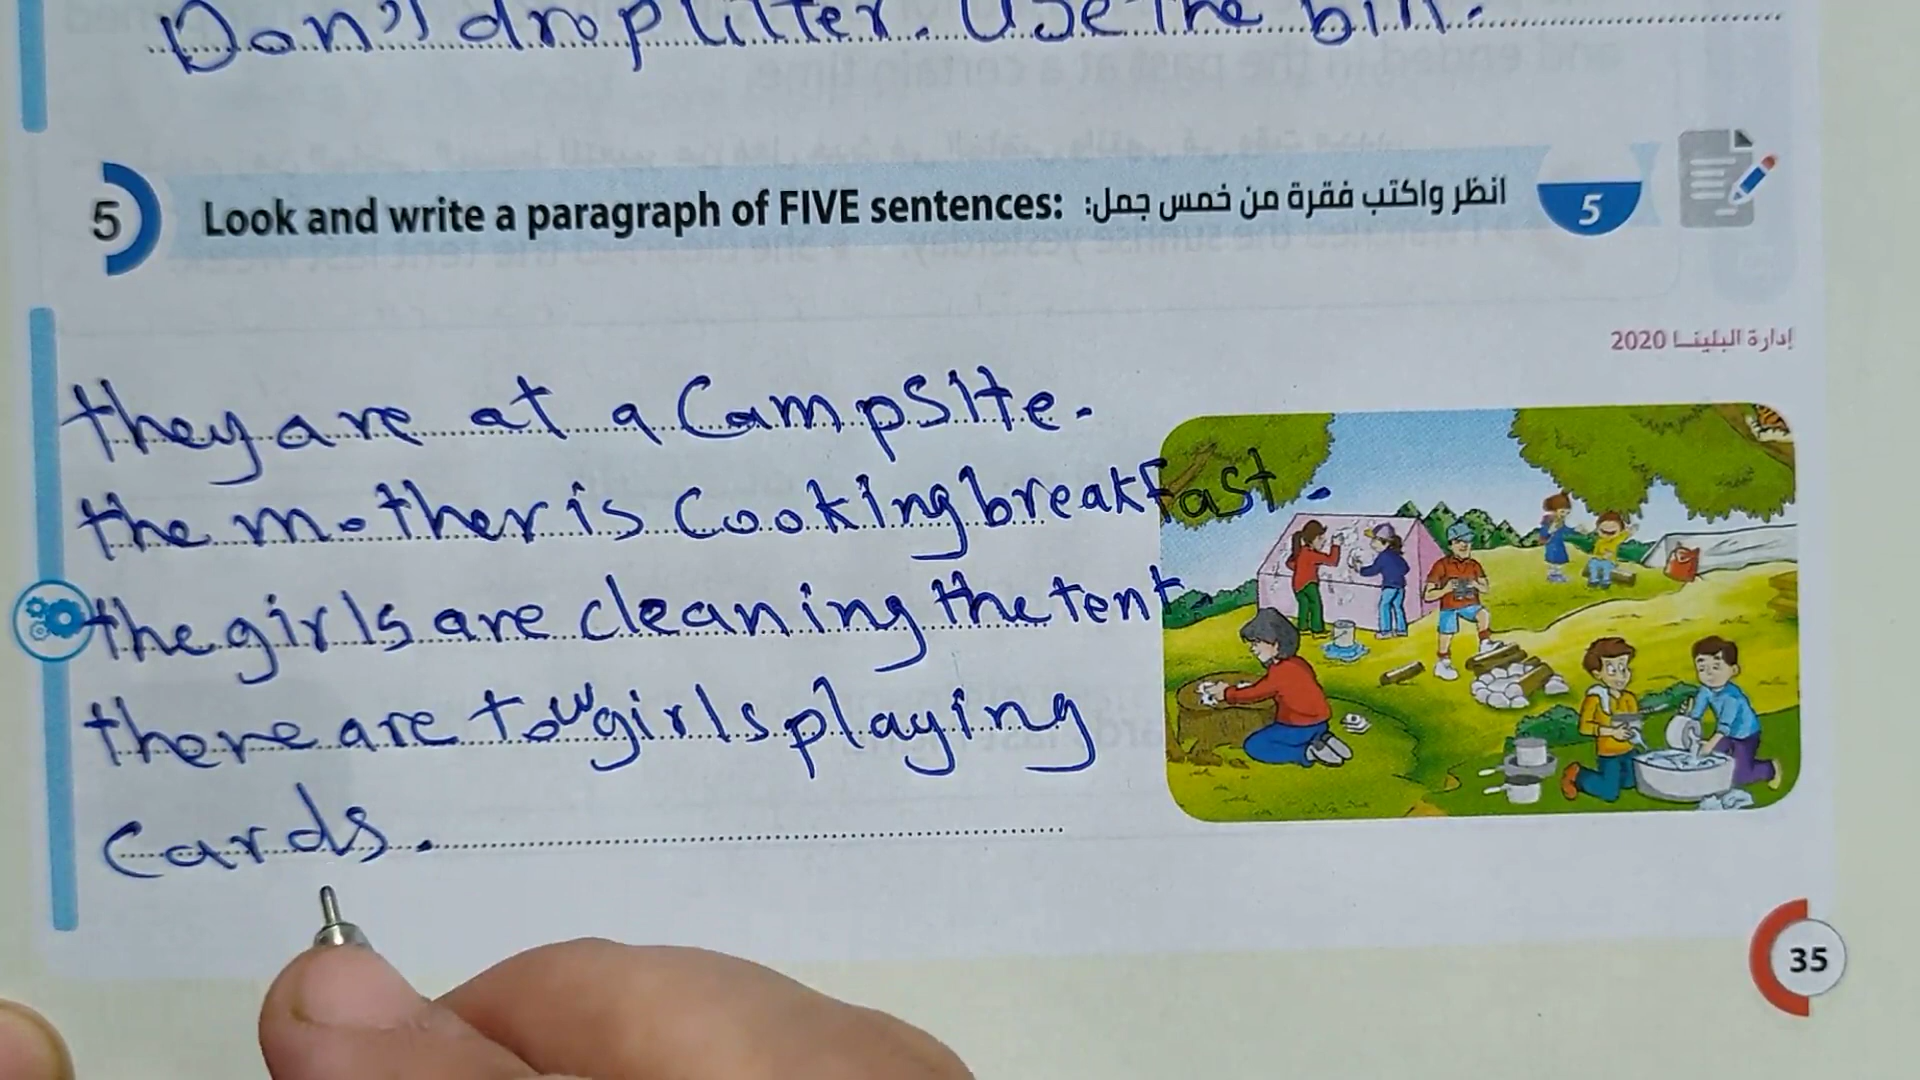 Don't drop litter. Use the bin.
5 Look and write a paragraph of FIVE sentences: انظر واكتب فقرة من خمس جمل: 5
إدارة البلينا 2020
they are at a Campsite.
the mother is cooking breakfast.
the girls are cleaning the tent.
there are tow girls playing
cards.
35